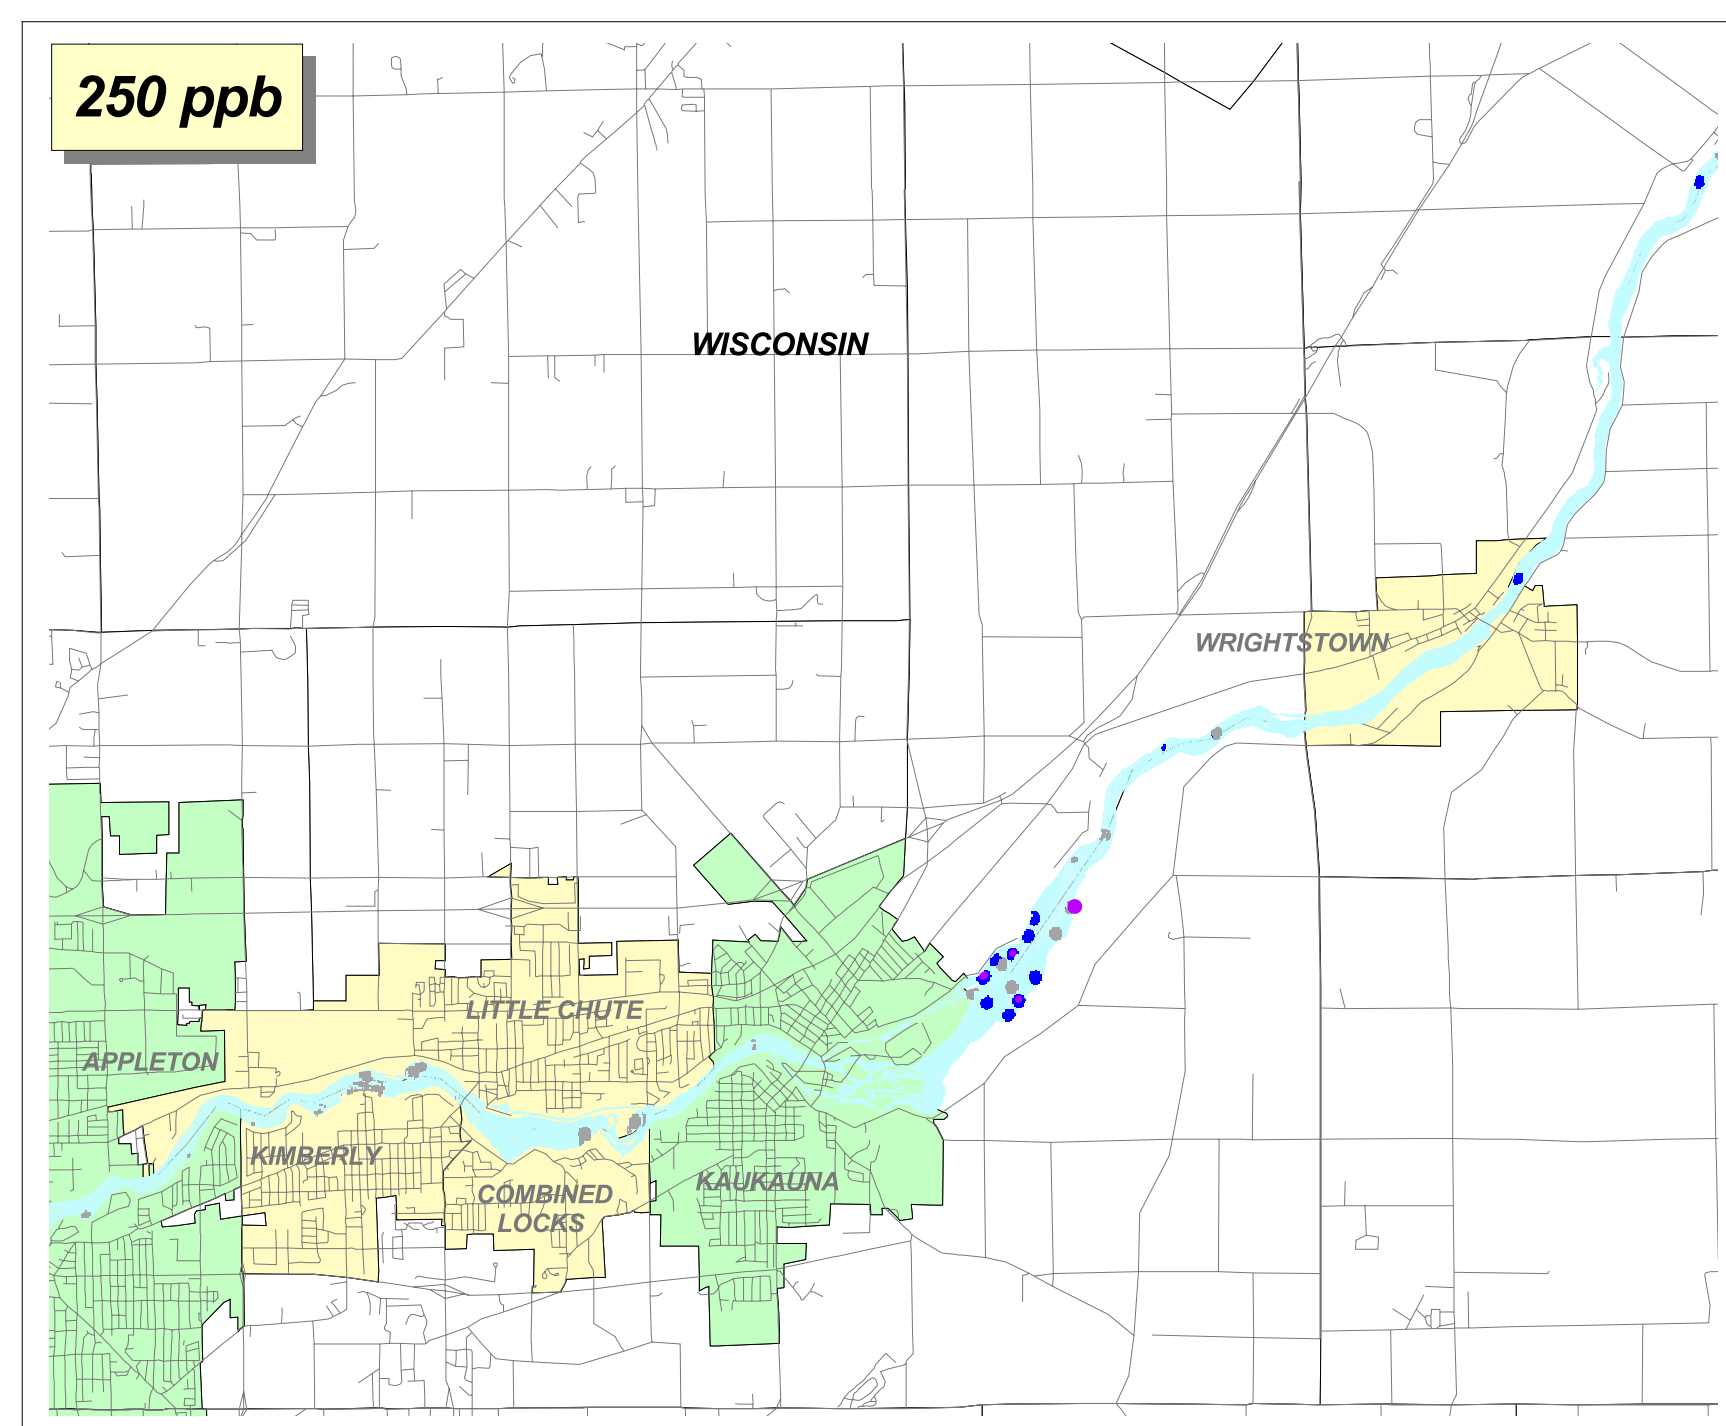 250 ppb
WISCONSIN
WRIGHTSTOWN
LITTLE CHUTE
APPLETON
KIMBERLY
COMBINED
LOCKS
KAUKAUNA